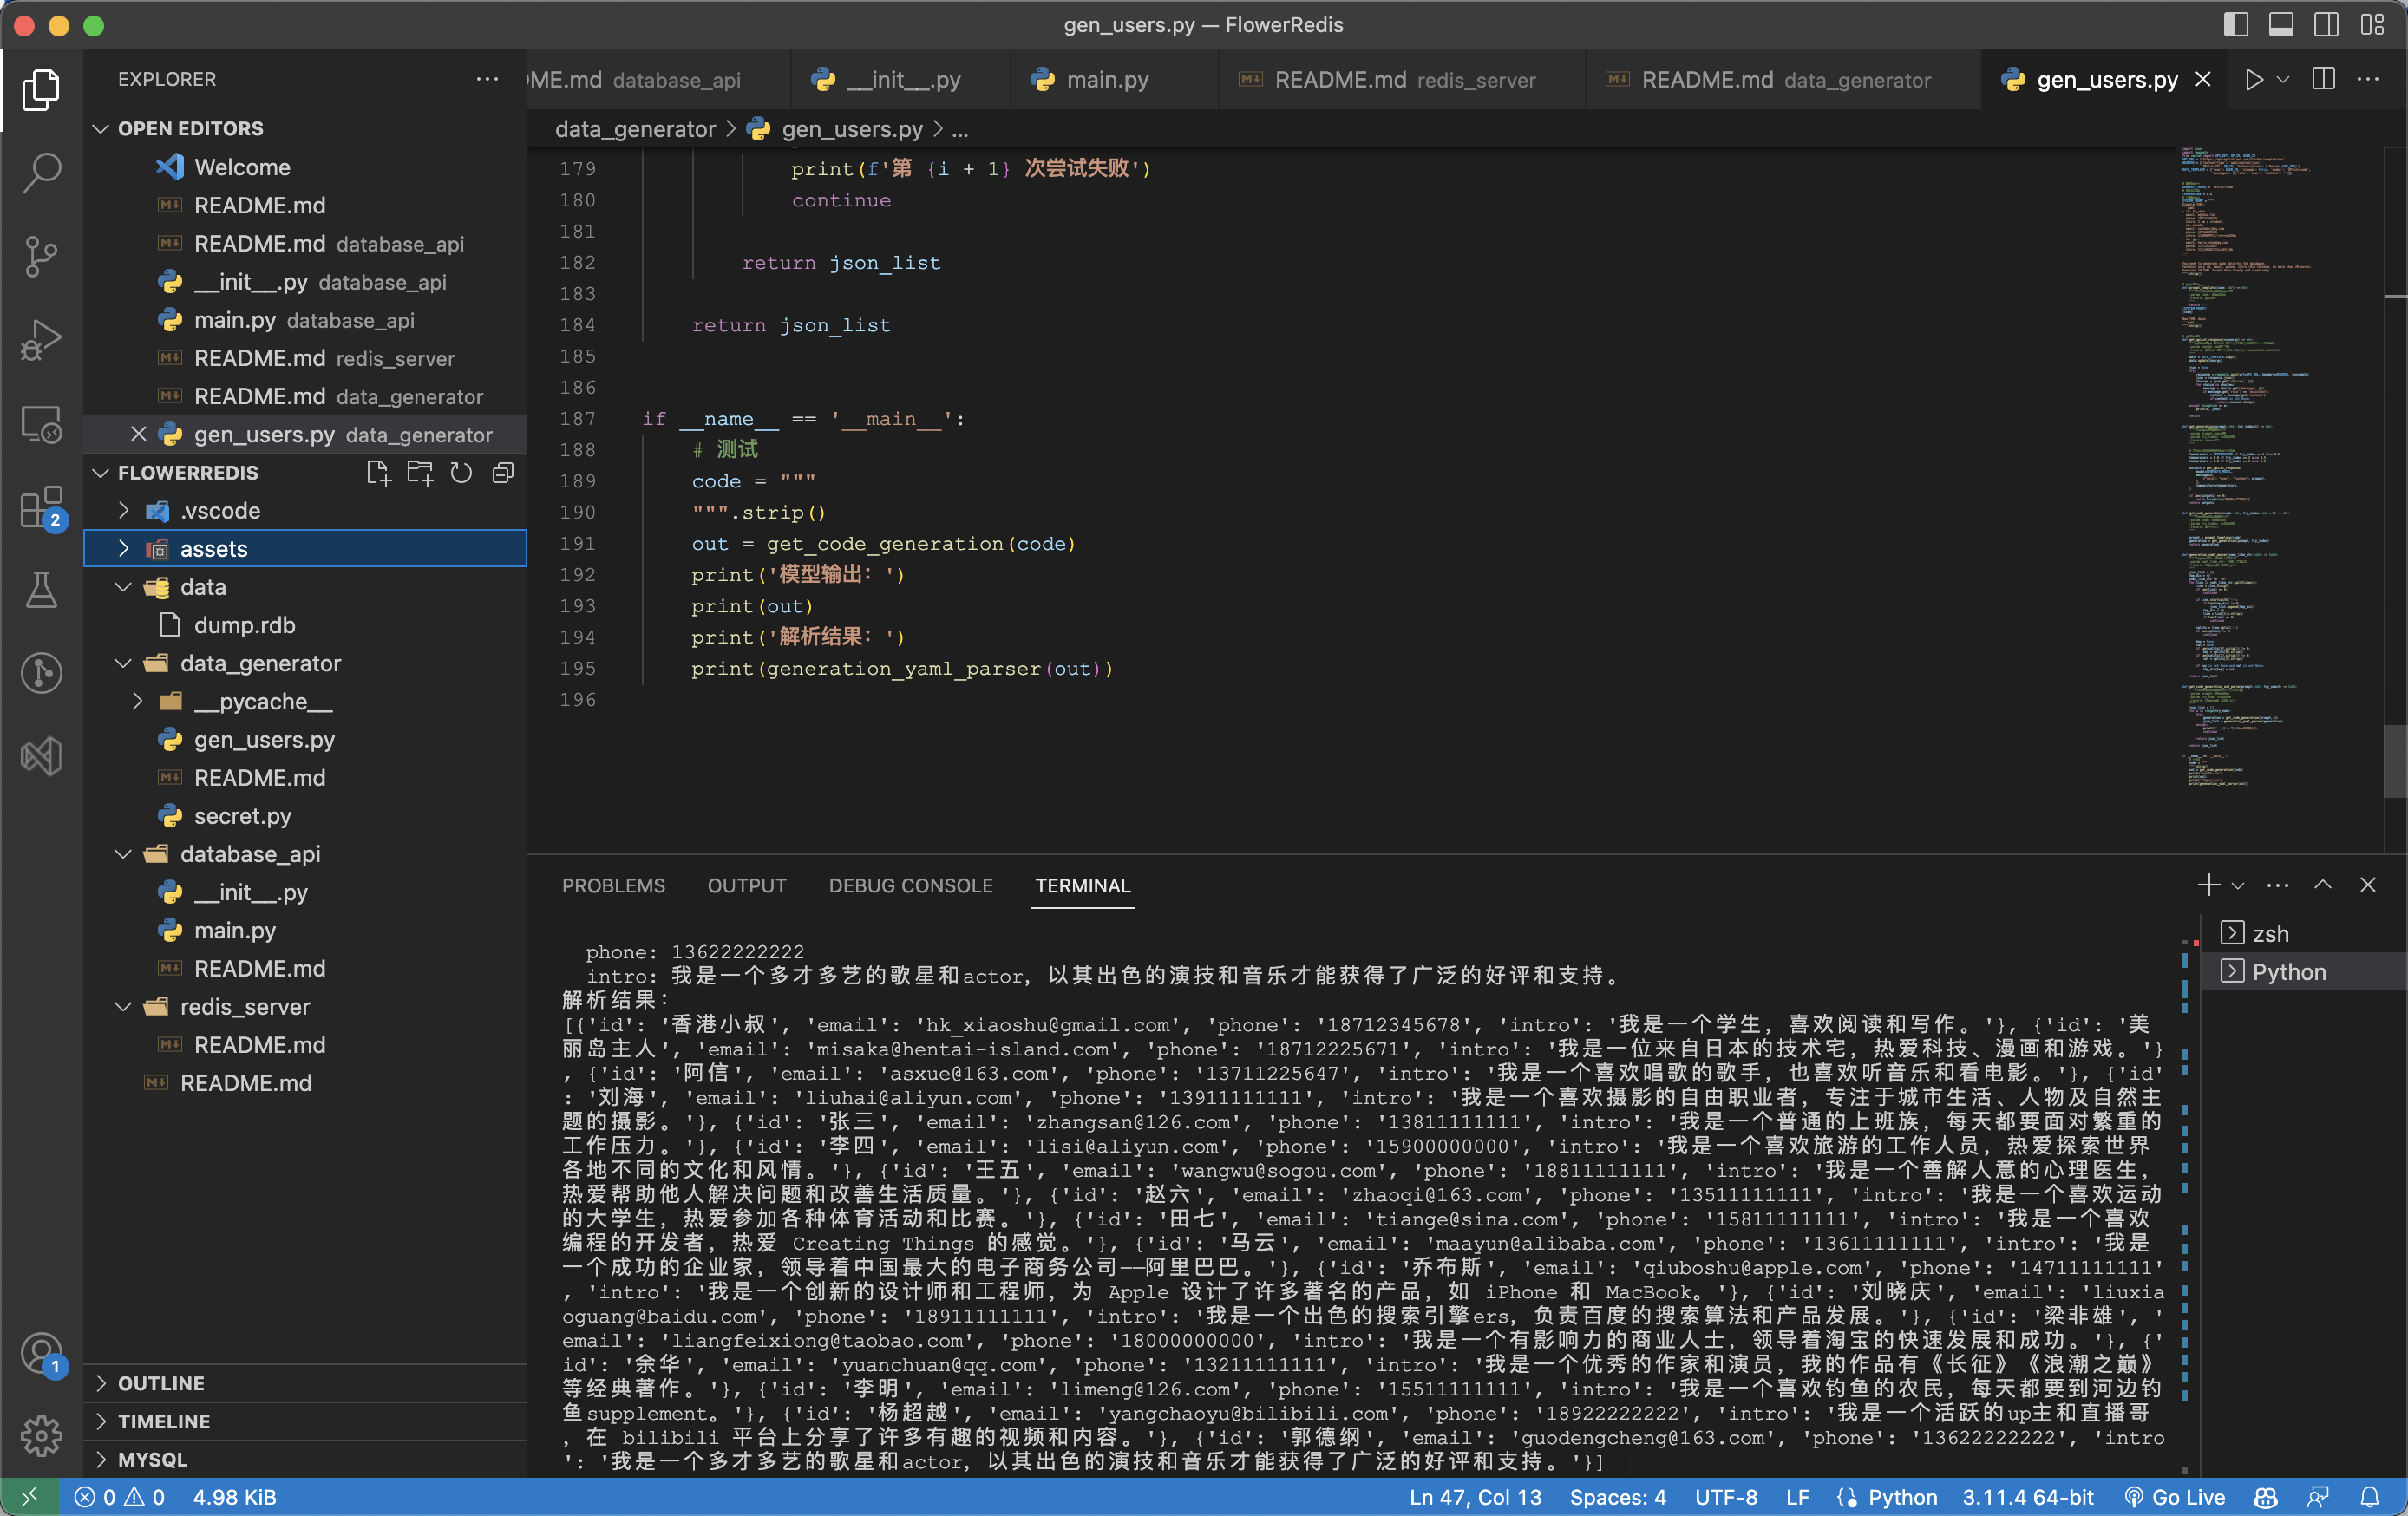 gen_users.py — FlowerRedis
EXPLORER
OME.md database_api
__init__.py
main.py
README.md redis_server
README.md data_generator
gen_users.py
data_generator > gen_users.py > ...
OPEN EDITORS
Welcome
README.md
README.md database_api
__init__.py database_api
main.py database_api
README.md redis_server
README.md data_generator
gen_users.py data_generator
FLOWERREDIS
.vscode
assets
data
dump.rdb
data_generator
__pycache__
gen_users.py
README.md
secret.py
database_api
__init__.py
main.py
README.md
redis_server
README.md
README.md
OUTLINE
TIMELINE
MYSQL
2
1
179 print(f'第 {i + 1} 次尝试失败')
180 continue
181
182 return json_list
183
184 return json_list
185
186
187 if __name__ == '__main__':
188 # 测试
189 code = """
190 """.strip()
191 out = get_code_generation(code)
192 print('模型输出：')
193 print(out)
194 print('解析结果：')
195 print(generation_yaml_parser(out))
196
PROBLEMS OUTPUT DEBUG CONSOLE TERMINAL
zsh
Python
phone: 13622222222
intro: 我是一个多才多艺的歌星和actor，以其出色的演技和音乐才能获得了广泛的好评和支持。
解析结果：
[{'id': '香港小叔', 'email': 'hk_xiaoshu@gmail.com', 'phone': '18712345678', 'intro': '我是一个学生，喜欢阅读和写作。'}, {'id': '美
丽岛主人', 'email': 'misaka@hentai-island.com', 'phone': '18712225671', 'intro': '我是一位来自日本的技术宅，热爱科技、漫画和游戏。'}
, {'id': '阿信', 'email': 'asxue@163.com', 'phone': '13711225647', 'intro': '我是一个喜欢唱歌的歌手，也喜欢听音乐和看电影。'}, {'id'
: '刘海', 'email': 'liuhai@aliyun.com', 'phone': '13911111111', 'intro': '我是一个喜欢摄影的自由职业者，专注于城市生活、人物及自然主
题的摄影。'}, {'id': '张三', 'email': 'zhangsan@126.com', 'phone': '13811111111', 'intro': '我是一个普通的上班族，每天都要面对繁重的
工作压力。'}, {'id': '李四', 'email': 'lisi@aliyun.com', 'phone': '15900000000', 'intro': '我是一个喜欢旅游的工作人员，热爱探索世界
各地不同的文化和风情。'}, {'id': '王五', 'email': 'wangwu@sogou.com', 'phone': '18811111111', 'intro': '我是一个善解人意的心理医生，
热爱帮助他人解决问题和改善生活质量。'}, {'id': '赵六', 'email': 'zhaoqi@163.com', 'phone': '13511111111', 'intro': '我是一个喜欢运动
的大学生，热爱参加各种体育活动和比赛。'}, {'id': '田七', 'email': 'tiange@sina.com', 'phone': '15811111111', 'intro': '我是一个喜欢
编程的开发者，热爱 Creating Things 的感觉。'}, {'id': '马云', 'email': 'maayun@alibaba.com', 'phone': '13611111111', 'intro': '我是
一个成功的企业家，领导着中国最大的电子商务公司——阿里巴巴。'}, {'id': '乔布斯', 'email': 'qiuboshu@apple.com', 'phone': '14711111111'
, 'intro': '我是一个创新的设计师和工程师，为 Apple 设计了许多著名的产品，如 iPhone 和 MacBook。'}, {'id': '刘晓庆', 'email': 'liuxia
oguang@baidu.com', 'phone': '18911111111', 'intro': '我是一个出色的搜索引擎ers，负责百度的搜索算法和产品发展。'}, {'id': '梁非雄', '
email': 'liangfeixiong@taobao.com', 'phone': '18000000000', 'intro': '我是一个有影响力的商业人士，领导着淘宝的快速发展和成功。'}, {'
id': '余华', 'email': 'yuanchuan@qq.com', 'phone': '13211111111', 'intro': '我是一个优秀的作家和演员，我的作品有《长征》《浪潮之巅》
等经典著作。'}, {'id': '李明', 'email': 'limeng@126.com', 'phone': '15511111111', 'intro': '我是一个喜欢钓鱼的农民，每天都要到河边钓
鱼supplement。'}, {'id': '杨超越', 'email': 'yangchaoyu@bilibili.com', 'phone': '18922222222', 'intro': '我是一个活跃的up主和直播哥
，在 bilibili 平台上分享了许多有趣的视频和内容。'}, {'id': '郭德纲', 'email': 'guodengcheng@163.com', 'phone': '13622222222', 'intro
': '我是一个多才多艺的歌星和actor，以其出色的演技和音乐才能获得了广泛的好评和支持。'}]
0 0 4.98 KiB Ln 47, Col 13 Spaces: 4 UTF-8 LF Python 3.11.4 64-bit Go Live